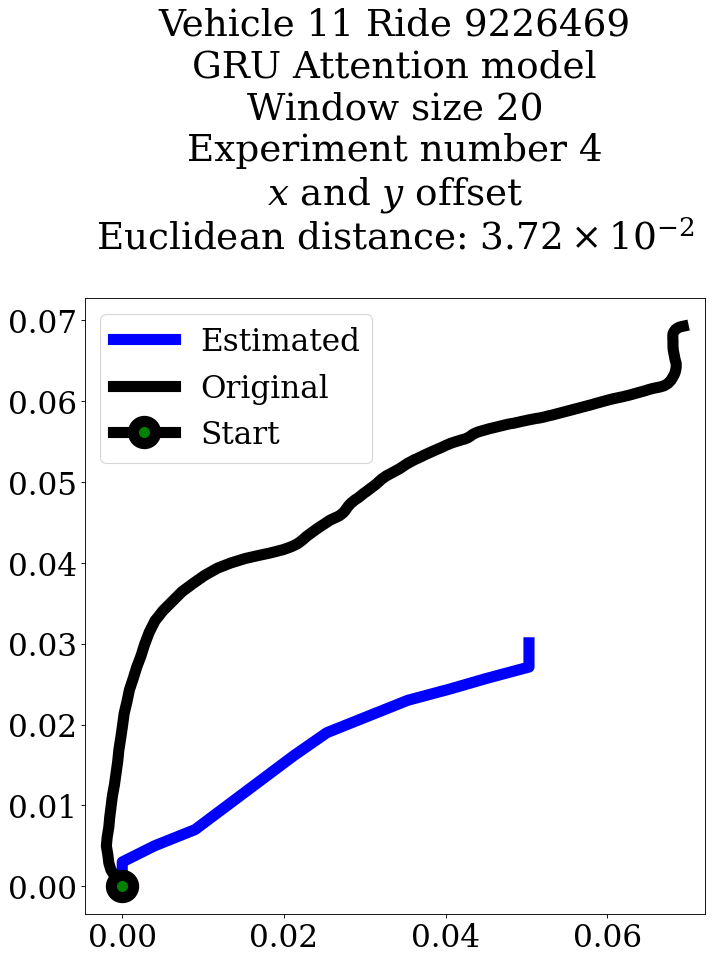 Vehicle 11 Ride 9226469
GRU Attention model
Window size 20
Experiment number 4
x and y offset
Euclidean distance: 3.72 × 10⁻²
Estimated
Original
Start
0.07
0.06
0.05
0.04
0.03
0.02
0.01
0.00
0.00 0.02 0.04 0.06